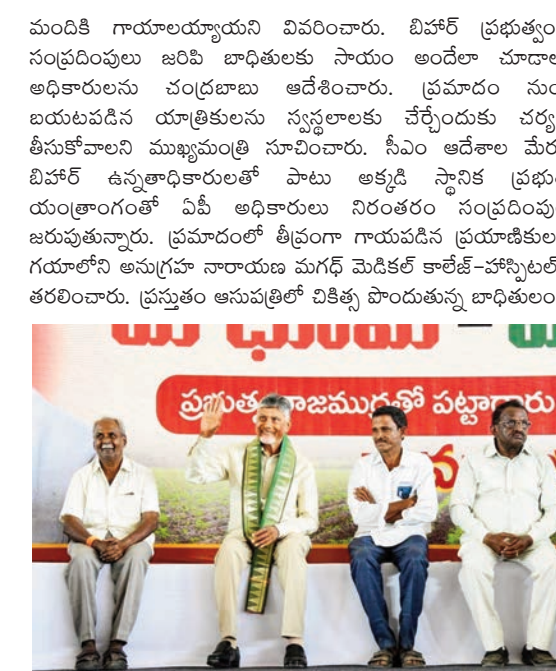 మందికి గాయాలయ్యాయని వివరించారు. బిహార్ ప్రభుత్వం
సంప్రదింపులు జరిపి బాధితులకు సాయం అందేలా చూడాల
అధికారులను చంద్రబాబు ఆదేశించారు. ప్రమాదం నుం
బయటపడిన యాత్రికులను స్వస్థలాలకు చేర్చేందుకు చర్య
తీసుకోవాలని ముఖ్యమంత్రి సూచించారు. సీఎం ఆదేశాల మేర
బిహార్ ఉన్నతాధికారులతో పాటు అక్కడి స్థానిక ప్రభు
యంత్రాంగంతో ఏపీ అధికారులు నిరంతరం సంప్రదింపు
జరుపుతున్నారు. ప్రమాదంలో తీవ్రంగా గాయపడిన ప్రయాణికుల
గయాలోని అనుగ్రహ నారాయణ మగధ్ మెడికల్ కాలేజ్-హాస్పిటల్
తరలించారు. ప్రస్తుతం ఆసుపత్రిలో చికిత్స పొందుతున్న బాధితులం
ప్రభుత్వ రాజముద్రతో పట్టాదారు